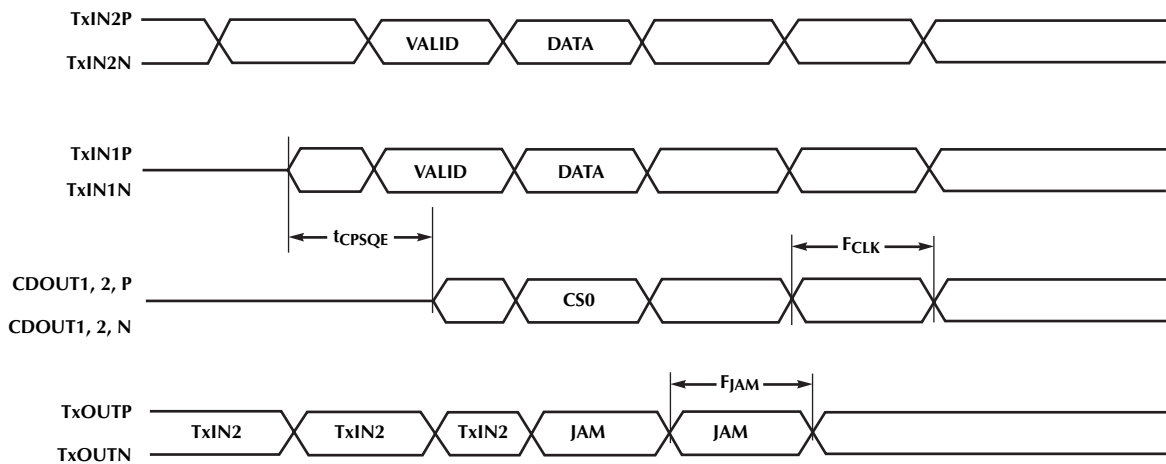 TxIN2P
VALID DATA
TxIN2N
TxIN1P
VALID DATA
TxIN1N
tCPSQE
FCLK
CDOUT1, 2, P
CS0
CDOUT1, 2, N
FJAM
TxOUTP
TxIN2 TxIN2 TxIN2 JAM JAM
TxOUTN